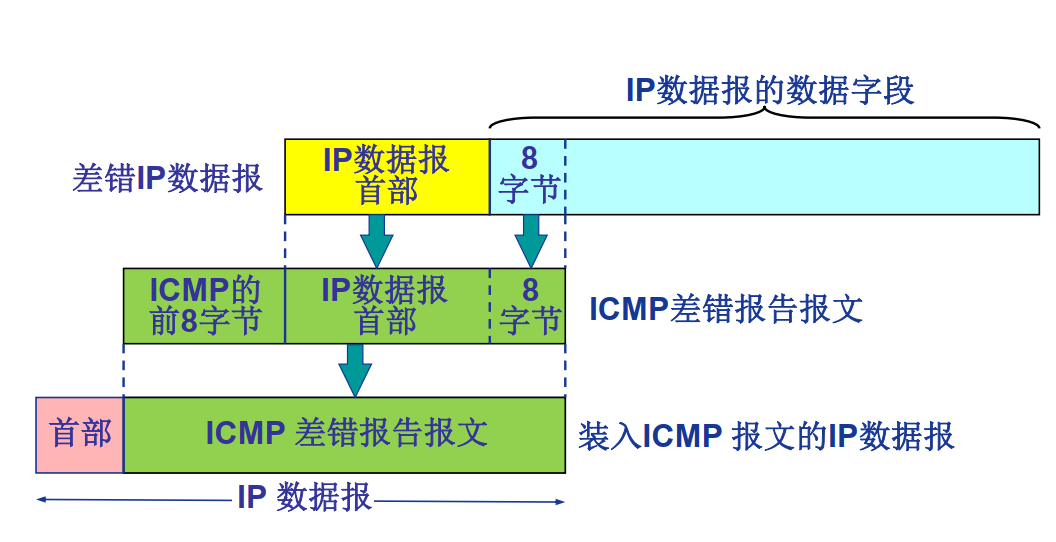 IP数据报的数据字段
差错IP数据报
IP数据报
首部
8
字节
ICMP的
前8字节
IP数据报
首部
8
字节
ICMP差错报告报文
首部
ICMP 差错报告报文
装入ICMP 报文的IP数据报
IP 数据报